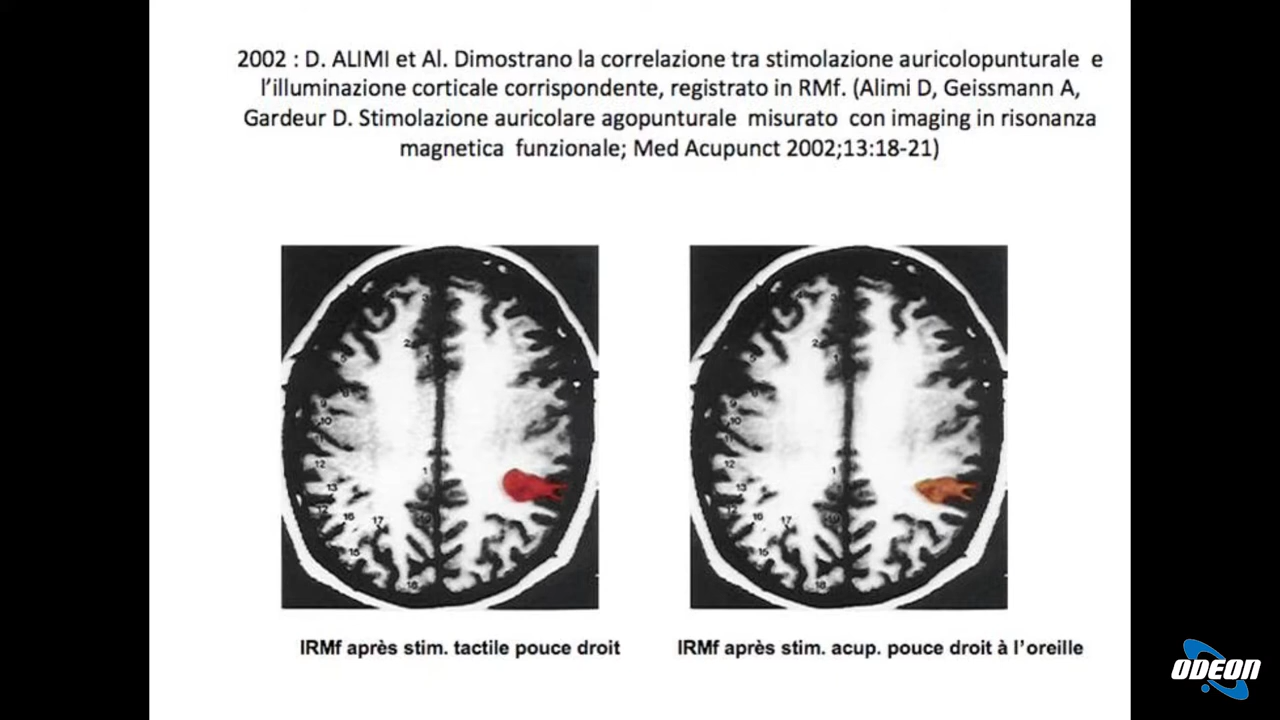 2002 : D. ALIMI et Al. Dimostrano la correlazione tra stimolazione auricolopunturale e
l'illuminazione corticale corrispondente, registrato in RMf. (Alimi D, Geissmann A,
Gardeur D. Stimolazione auricolare agopunturale misurato con imaging in risonanza
magnetica funzionale; Med Acupunct 2002;13:18-21)
IRMf après stim. tactile pouce droit
IRMf après stim. acup. pouce droit à l'oreille
ODEON